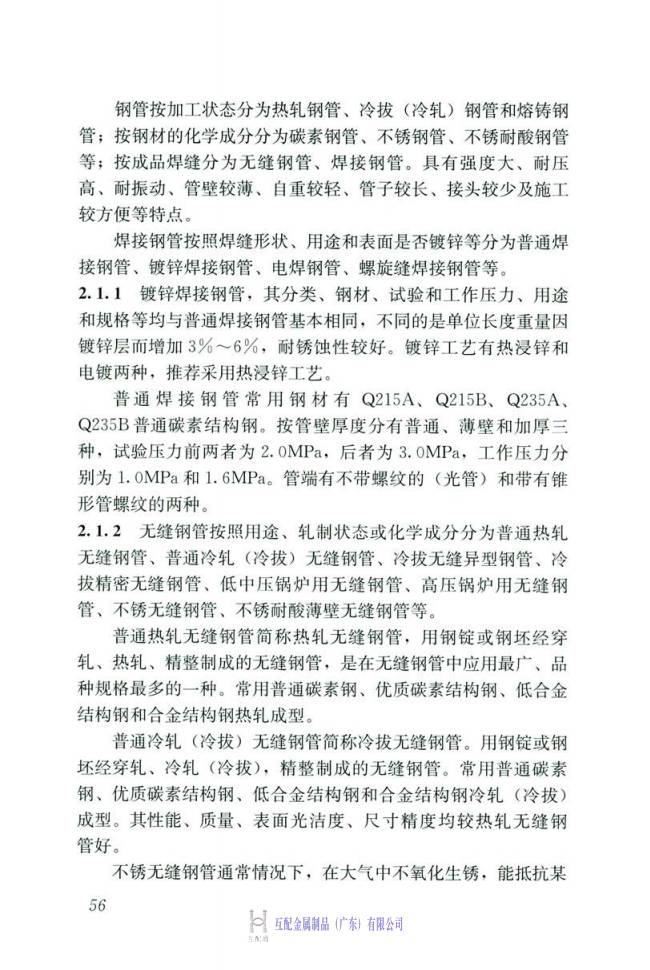 钢管按加工状态分为热轧钢管、冷拔（冷轧）钢管和熔铸钢
管；按钢材的化学成分分为碳素钢管、不锈钢管、不锈耐酸钢管
等；按成品焊缝分为无缝钢管、焊接钢管。具有强度大、耐压
高、耐振动、管壁较薄、自重较轻、管子较长、接头较少及施工
较方便等特点。
焊接钢管按照焊缝形状、用途和表面是否镀锌等分为普通焊
接钢管、镀锌焊接钢管、电焊钢管、螺旋缝焊接钢管等。
2.1.1 镀锌焊接钢管，其分类、钢材、试验和工作压力、用途
和规格等均与普通焊接钢管基本相同，不同的是单位长度重量因
镀锌层而增加 3%～6%，耐锈蚀性较好。镀锌工艺有热浸锌和
电镀两种，推荐采用热浸锌工艺。
普通焊接钢管常用钢材有 Q215A、Q215B、Q235A、
Q235B普通碳素结构钢。按管壁厚度分有普通、薄壁和加厚三
种，试验压力前两者为 2.0MPa，后者为 3.0MPa，工作压力分
别为 1.0MPa 和 1.6MPa。管端有不带螺纹的（光管）和带有锥
形管螺纹的两种。
2.1.2 无缝钢管按照用途、轧制状态或化学成分分为普通热轧
无缝钢管、普通冷轧（冷拔）无缝钢管、冷拔无缝异型钢管、冷
拔精密无缝钢管、低中压锅炉用无缝钢管、高压锅炉用无缝钢
管、不锈无缝钢管、不锈耐酸薄壁无缝钢管等。
普通热轧无缝钢管简称热轧无缝钢管，用钢锭或钢坯经穿
轧、热轧、精整制成的无缝钢管，是在无缝钢管中应用最广、品
种规格最多的一种。常用普通碳素钢、优质碳素结构钢、低合金
结构钢和合金结构钢热轧成型。
普通冷轧（冷拔）无缝钢管简称冷拔无缝钢管。用钢锭或钢
坯经穿轧、冷轧（冷拔），精整制成的无缝钢管。常用普通碳素
钢、优质碳素结构钢、低合金结构钢和合金结构钢冷轧（冷拔）
成型。其性能、质量、表面光洁度、尺寸精度均较热轧无缝钢
管好。
不锈无缝钢管通常情况下，在大气中不氧化生锈，能抵抗某
56
互配金属制品（广东）有限公司